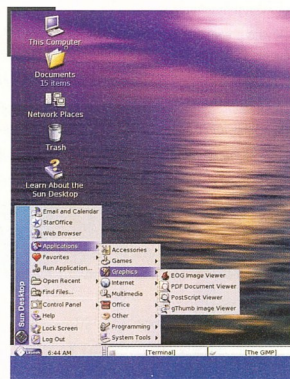 This Computer
Documents
15 items
Network Places
Trash
Learn About the
Sun Desktop
Email and Calendar
StarOffice
Web Browser
Applications
Favorites
Run Application...
Open Recent
Find Files...
Control Panel
Help
Lock Screen
Log Out
Sun Desktop
Accessories
Games
Graphics
Internet
Multimedia
Office
Other
Programming
System Tools
EOG Image Viewer
PDF Document Viewer
PostScript Viewer
gThumb Image Viewer
6:44 AM
[Terminal]
[The GIMP]